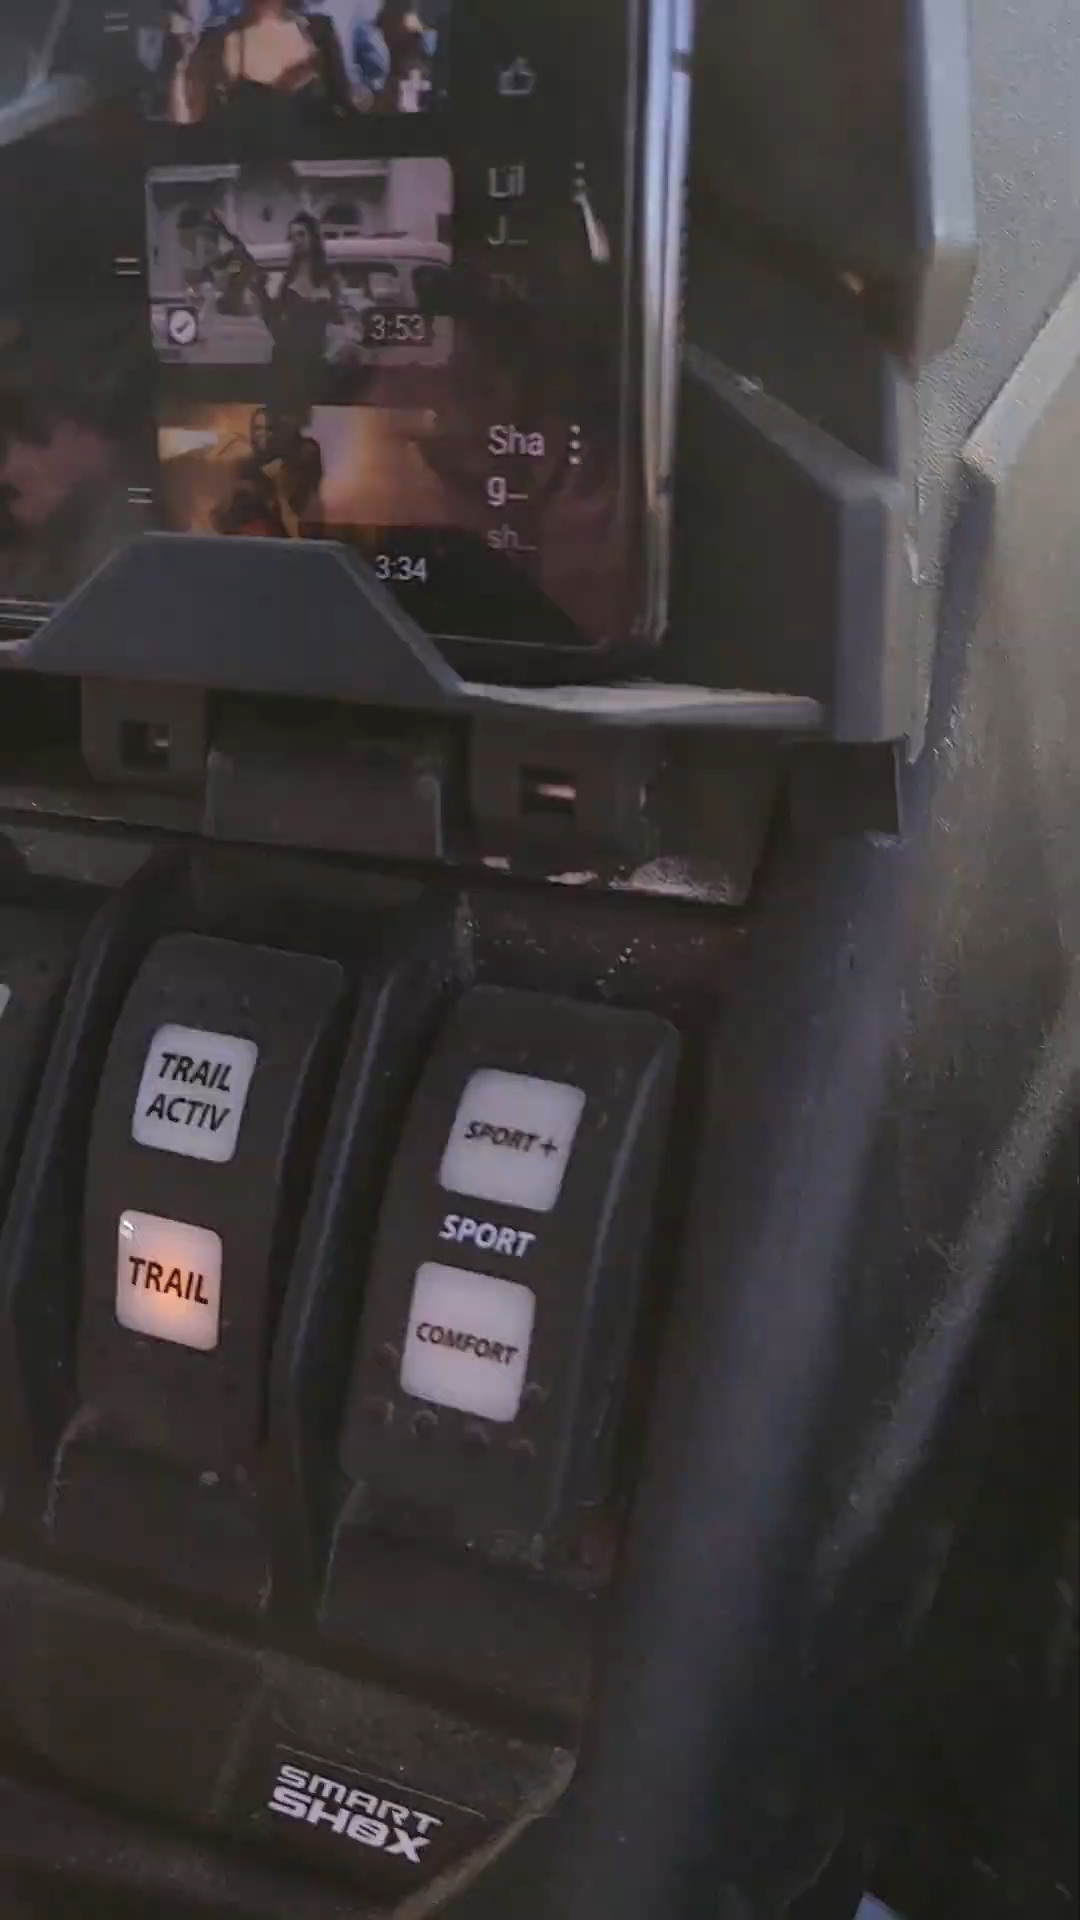 Lil
J...
3:53
Sha
g...
sh...
3:34
TRAIL
ACTIV
SPORT+
SPORT
TRAIL
COMFORT
SMART
SHOX